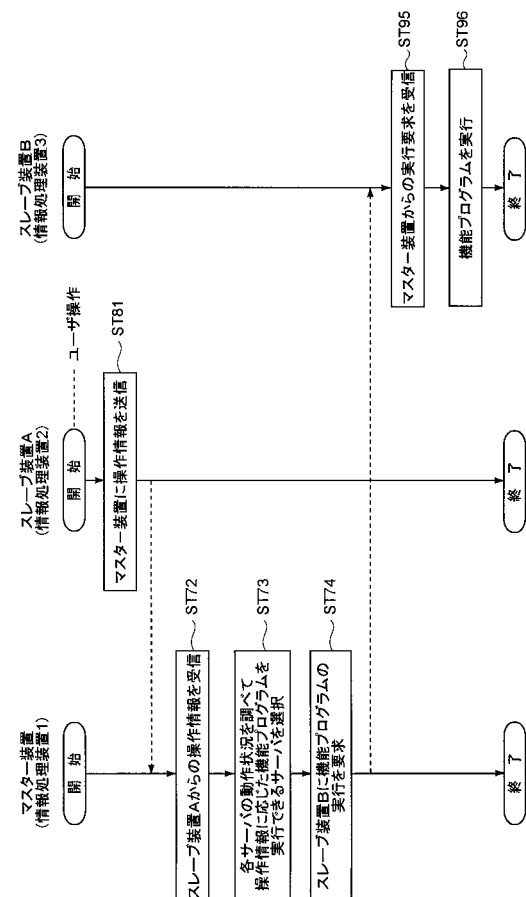 マスター装置
(情報処理装置1)
開 始
ST72
スレーブ装置Aからの操作情報を受信
ST73
各サーバの動作状況を調べて
操作情報に応じた機能プログラムを
実行できるサーバを選択
ST74
スレーブ装置Bに機能プログラムの
実行を要求
終 了
スレーブ装置A
(情報処理装置2)
開 始
ユーザ操作
ST81
マスター装置に操作情報を送信
終 了
スレーブ装置B
(情報処理装置3)
開 始
ST95
マスター装置からの実行要求を受信
ST96
機能プログラムを実行
終 了